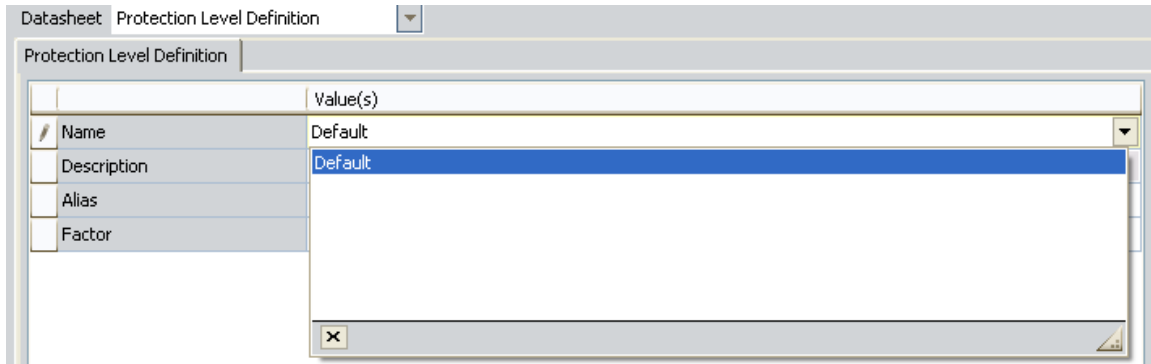 Datasheet Protection Level Definition
Protection Level Definition
Value(s)
Name Default
Description Default
Alias
Factor